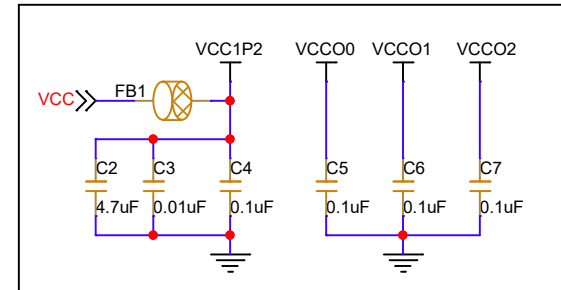 VCC1P2 VCCO0 VCCO1 VCCO2
VCC FB1
C2 C3 C4 C5 C6 C7
4.7uF 0.01uF 0.1uF 0.1uF 0.1uF 0.1uF